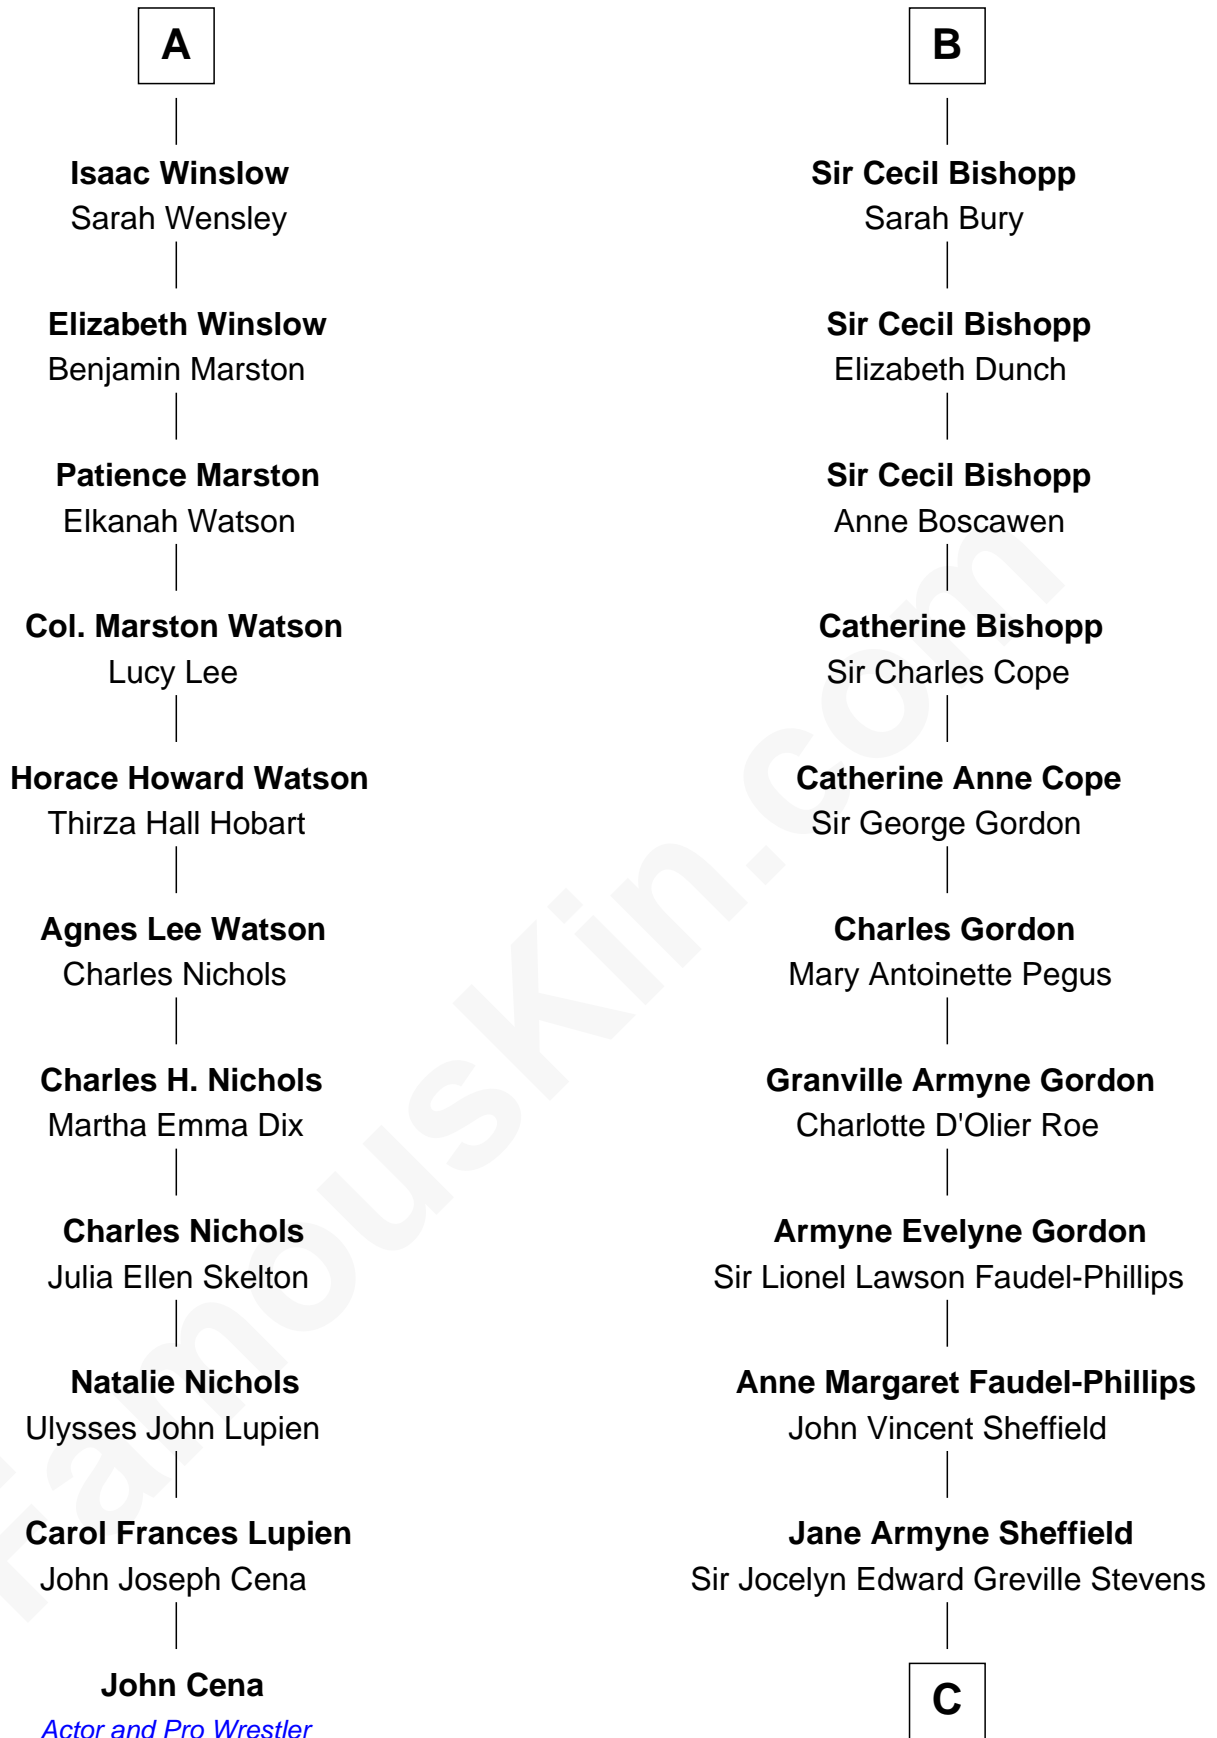 A
Isaac Winslow
Sarah Wensley
Elizabeth Winslow
Benjamin Marston
Patience Marston
Elkanah Watson
Col. Marston Watson
Lucy Lee
Horace Howard Watson
Thirza Hall Hobart
Agnes Lee Watson
Charles Nichols
Charles H. Nichols
Martha Emma Dix
Charles Nichols
Julia Ellen Skelton
Natalie Nichols
Ulysses John Lupien
Carol Frances Lupien
John Joseph Cena
John Cena
Actor and Pro Wrestler
B
Sir Cecil Bishopp
Sarah Bury
Sir Cecil Bishopp
Elizabeth Dunch
Sir Cecil Bishopp
Anne Boscawen
Catherine Bishopp
Sir Charles Cope
Catherine Anne Cope
Sir George Gordon
Charles Gordon
Mary Antoinette Pegus
Granville Armyne Gordon
Charlotte D'Olier Roe
Armyne Evelyne Gordon
Sir Lionel Lawson Faudel-Phillips
Anne Margaret Faudel-Phillips
John Vincent Sheffield
Jane Armyne Sheffield
Sir Jocelyn Edward Greville Stevens
C
FamousKin.com